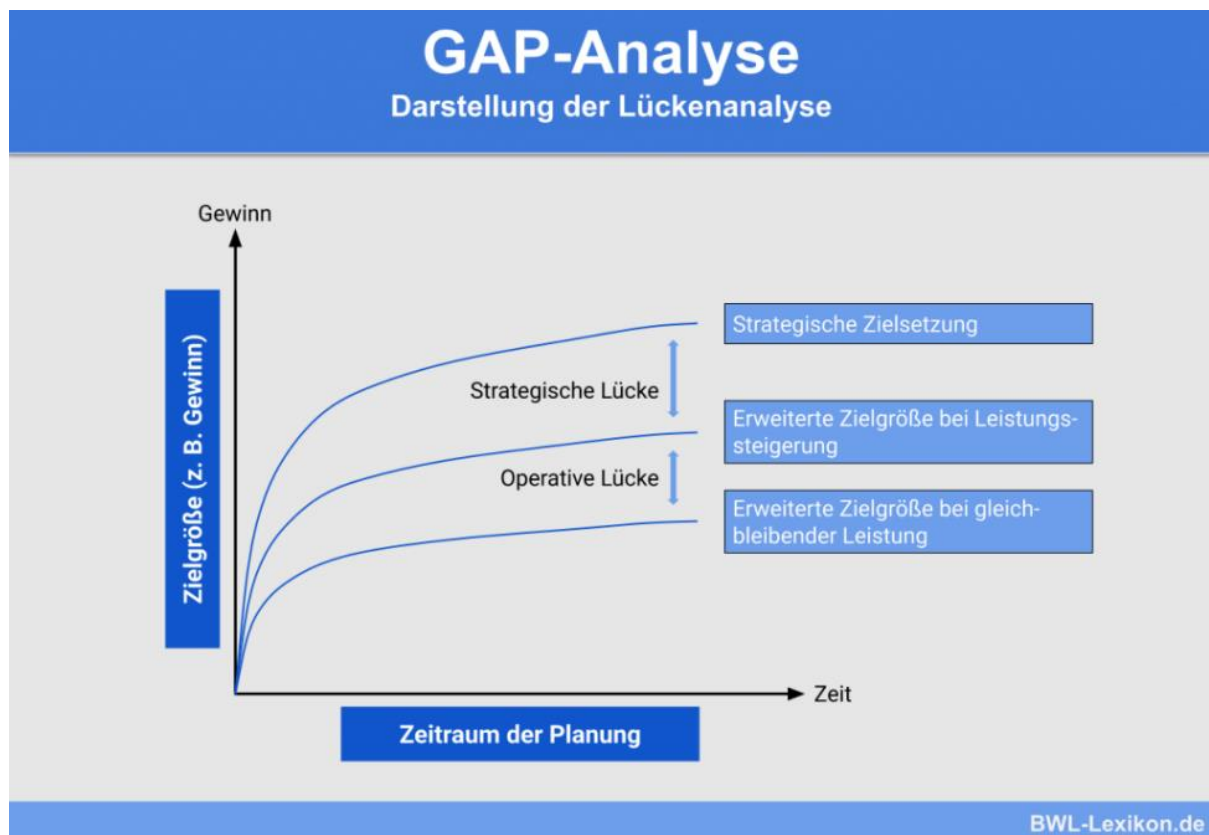 GAP-Analyse
Darstellung der Lückenanalyse
Gewinn
Zielgröße (z. B. Gewinn)
Strategische Zielsetzung
Strategische Lücke
Erweiterte Zielgröße bei Leistungs-
steigerung
Operative Lücke
Erweiterte Zielgröße bei gleich-
bleibender Leistung
Zeit
Zeitraum der Planung
BWL-Lexikon.de